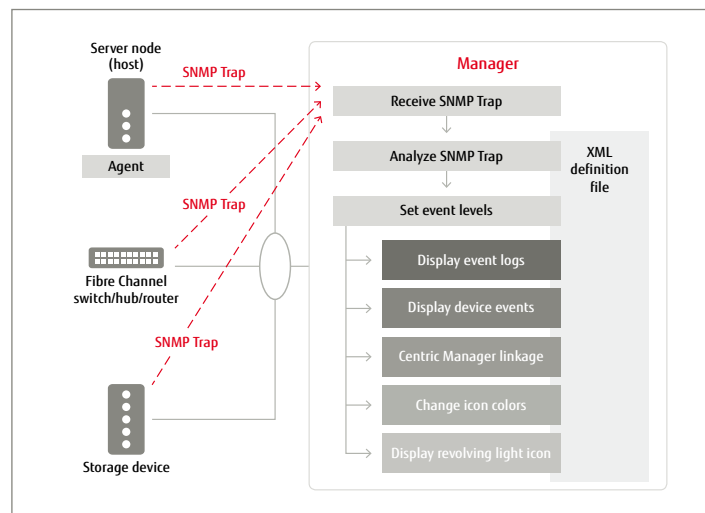 Server node
(host)
SNMP Trap
Agent
SNMP Trap
Fibre Channel
switch/hub/router
SNMP Trap
Storage device
Manager
Receive SNMP Trap
Analyze SNMP Trap
XML
definition
file
Set event levels
Display event logs
Display device events
Centric Manager linkage
Change icon colors
Display revolving light icon